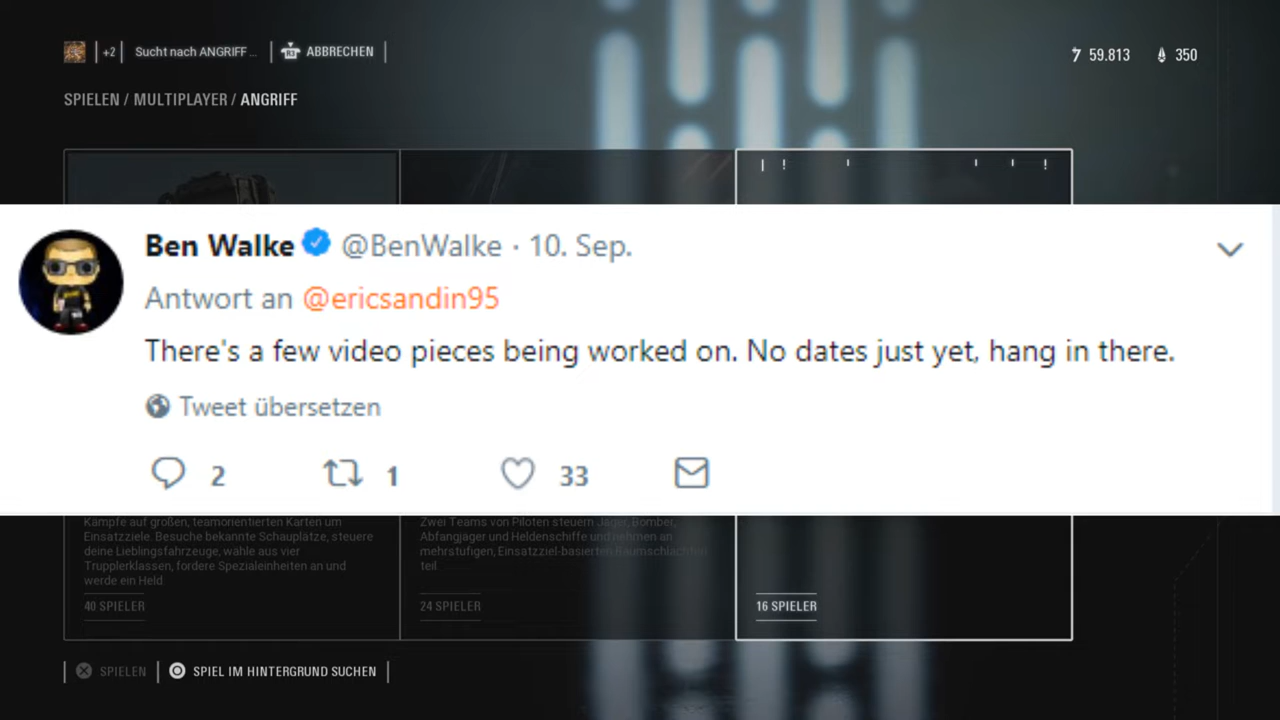 +2 Sucht nach ANGRIFF ... ABBRECHEN
59.813 350
SPIELEN / MULTIPLAYER / ANGRIFF
Ben Walke @BenWalke · 10. Sep.
Antwort an @ericsandin95
There's a few video pieces being worked on. No dates just yet, hang in there.
Tweet übersetzen
2 1 33
Kämpfe auf großen, teamorientierten Karten um
Einsatzziele. Besuche bekannte Schauplätze, steuere
deine Lieblingsfahrzeuge, wähle aus vier
Trupplerklassen, fordere Spezialeinheiten an und
werde ein Held.
40 SPIELER
Zwei Teams von Piloten steuern Jäger, Bomber,
Abfangjäger und Heldenschiffe und nehmen an
mehrstufigen, Einsatzziel-basierten Raumschlachten
teil.
24 SPIELER
16 SPIELER
SPIELEN
SPIEL IM HINTERGRUND SUCHEN